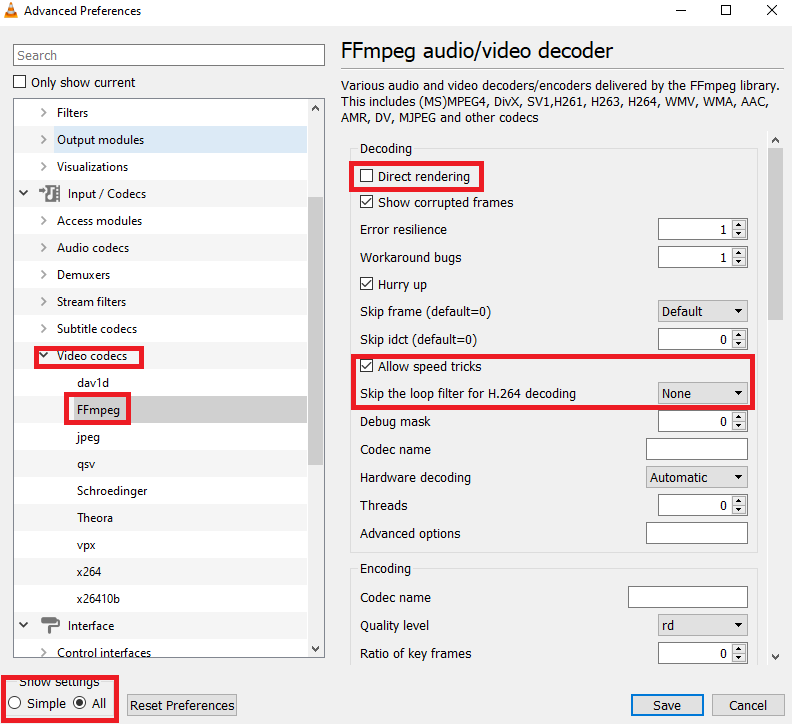 Advanced Preferences
Search
Only show current
Filters
Output modules
Visualizations
Input / Codecs
Access modules
Audio codecs
Demuxers
Stream filters
Subtitle codecs
Video codecs
dav1d
FFmpeg
jpeg
qsv
Schroedinger
Theora
vpx
x264
x26410b
Interface
Control interfaces
Show settings
Simple All
Reset Preferences
FFmpeg audio/video decoder
Various audio and video decoders/encoders delivered by the FFmpeg library.
This includes (MS)MPEG4, DivX, SV1,H261, H263, H264, WMV, WMA, AAC,
AMR, DV, MJPEG and other codecs
Decoding
Direct rendering
Show corrupted frames
Error resilience 1
Workaround bugs 1
Hurry up
Skip frame (default=0) Default
Skip idct (default=0) 0
Allow speed tricks
Skip the loop filter for H.264 decoding None
Debug mask 0
Codec name
Hardware decoding Automatic
Threads 0
Advanced options
Encoding
Codec name
Quality level rd
Ratio of key frames 0
Save Cancel